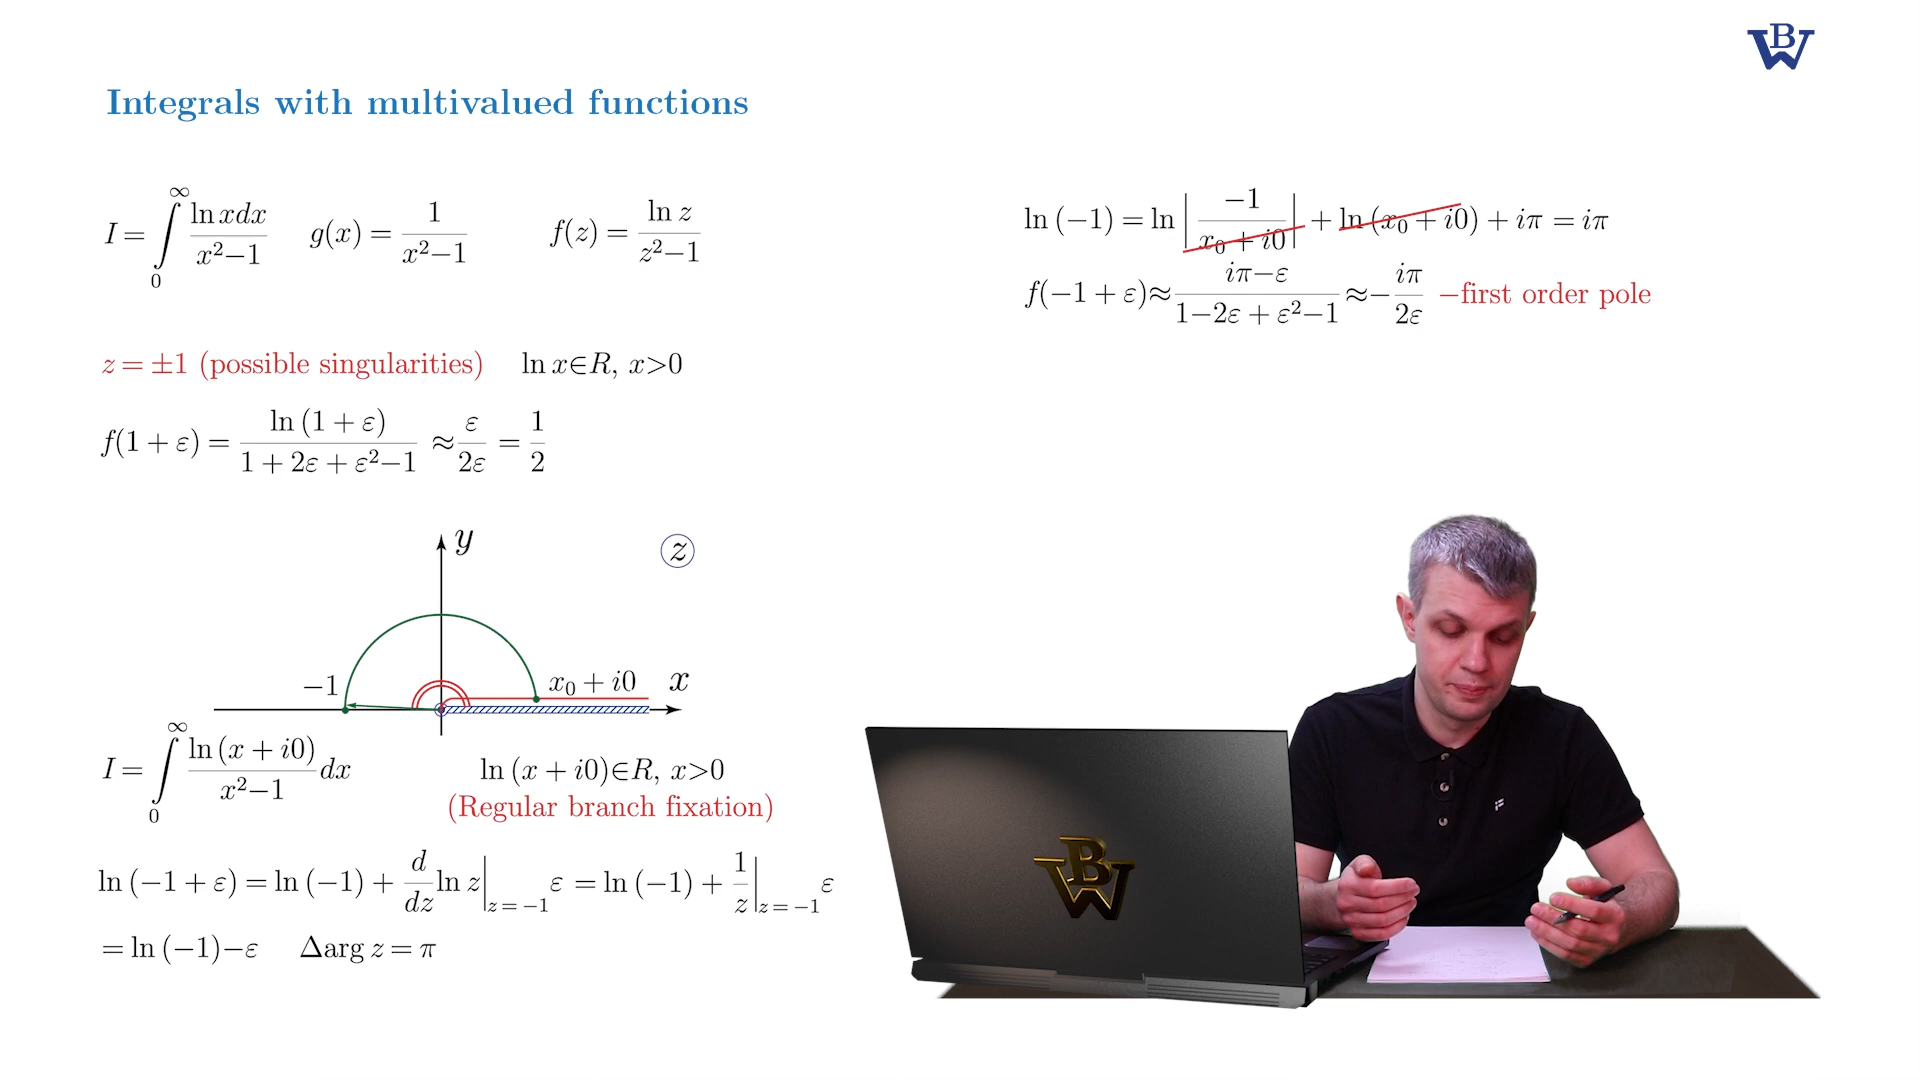 BW
Integrals with multivalued functions
I = ∫₀^∞ ln xdx / x²−1   g(x) = 1 / x²−1   f(z) = ln z / z²−1
z = ±1 (possible singularities)   ln x∈R, x>0
f(1 + ε) = ln (1 + ε) / 1 + 2ε + ε²−1 ≈ ε / 2ε = 1 / 2
y
z
−1
x₀ + i0
x
I = ∫₀^∞ ln (x + i0) / x²−1 dx   ln (x + i0)∈R, x>0
(Regular branch fixation)
ln (−1 + ε) = ln (−1) + d/dz ln z|_{z = −1} ε = ln (−1) + 1/z|_{z = −1} ε
= ln (−1)−ε   Δarg z = π
ln (−1) = ln |−1 / x₀ + i0| + ln (x₀ + i0) + iπ = iπ
f(−1 + ε)≈ iπ−ε / 1−2ε + ε²−1 ≈− iπ / 2ε −first order pole
BW